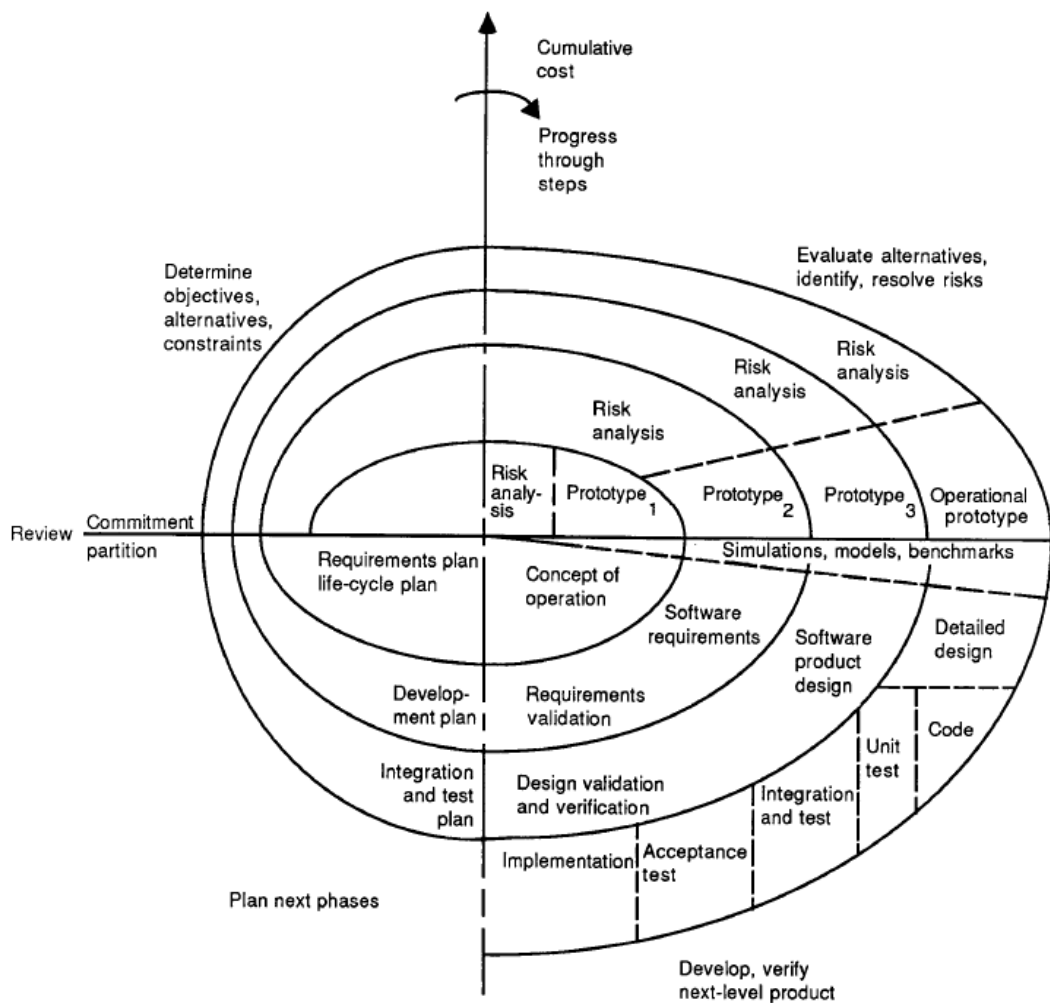 Cumulative
cost
Progress
through
steps
Evaluate alternatives,
identify, resolve risks
Determine
objectives,
alternatives,
constraints
Risk
analysis
Risk
analysis
Risk
analysis
Risk
analy-
sis
Prototype 1
Prototype 2
Prototype 3
Operational
prototype
Review
Commitment
partition
Simulations, models, benchmarks
Requirements plan
life-cycle plan
Concept of
operation
Software
requirements
Software
product
design
Detailed
design
Develop-
ment plan
Requirements
validation
Code
Unit
test
Integration
and test
plan
Design validation
and verification
Integration
and test
Acceptance
test
Implementation
Plan next phases
Develop, verify
next-level product